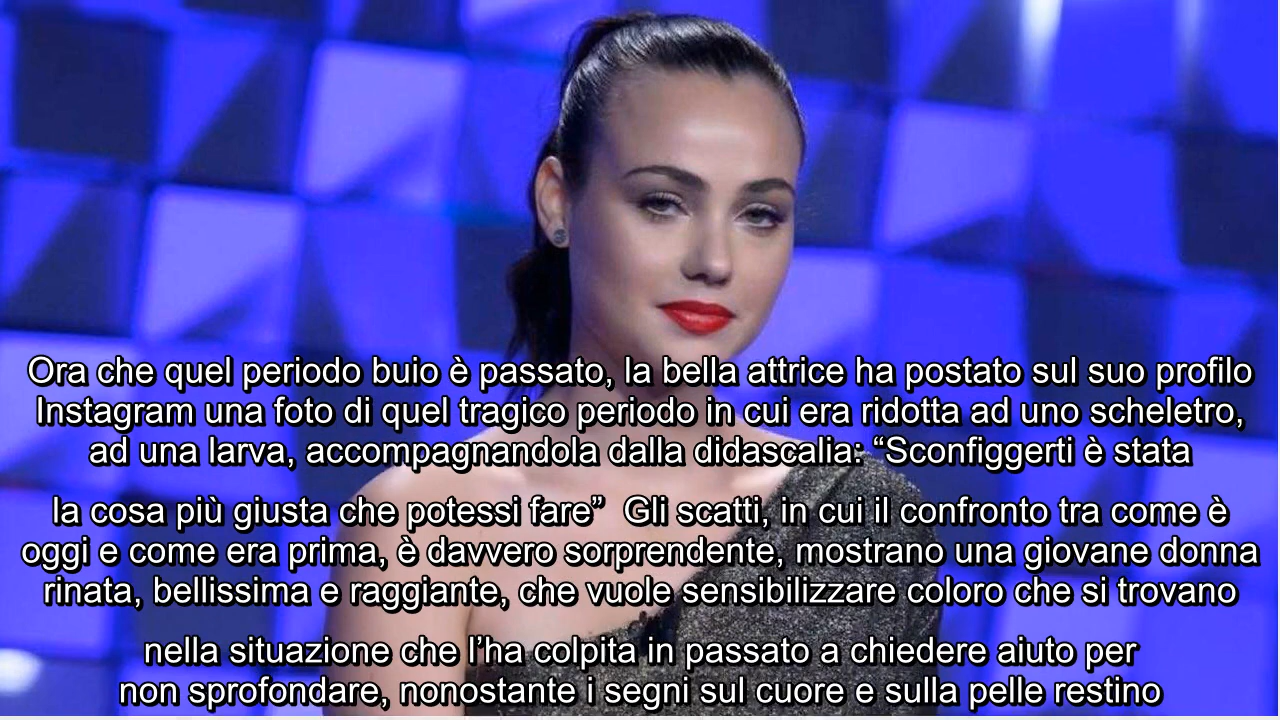 Ora che quel periodo buio è passato, la bella attrice ha postato sul suo profilo
Instagram una foto di quel tragico periodo in cui era ridotta ad uno scheletro,
ad una larva, accompagnandola dalla didascalia: “Sconfiggerti è stata
la cosa più giusta che potessi fare”  Gli scatti, in cui il confronto tra come è
oggi e come era prima, è davvero sorprendente, mostrano una giovane donna
rinata, bellissima e raggiante, che vuole sensibilizzare coloro che si trovano
nella situazione che l’ha colpita in passato a chiedere aiuto per
non sprofondare, nonostante i segni sul cuore e sulla pelle restino